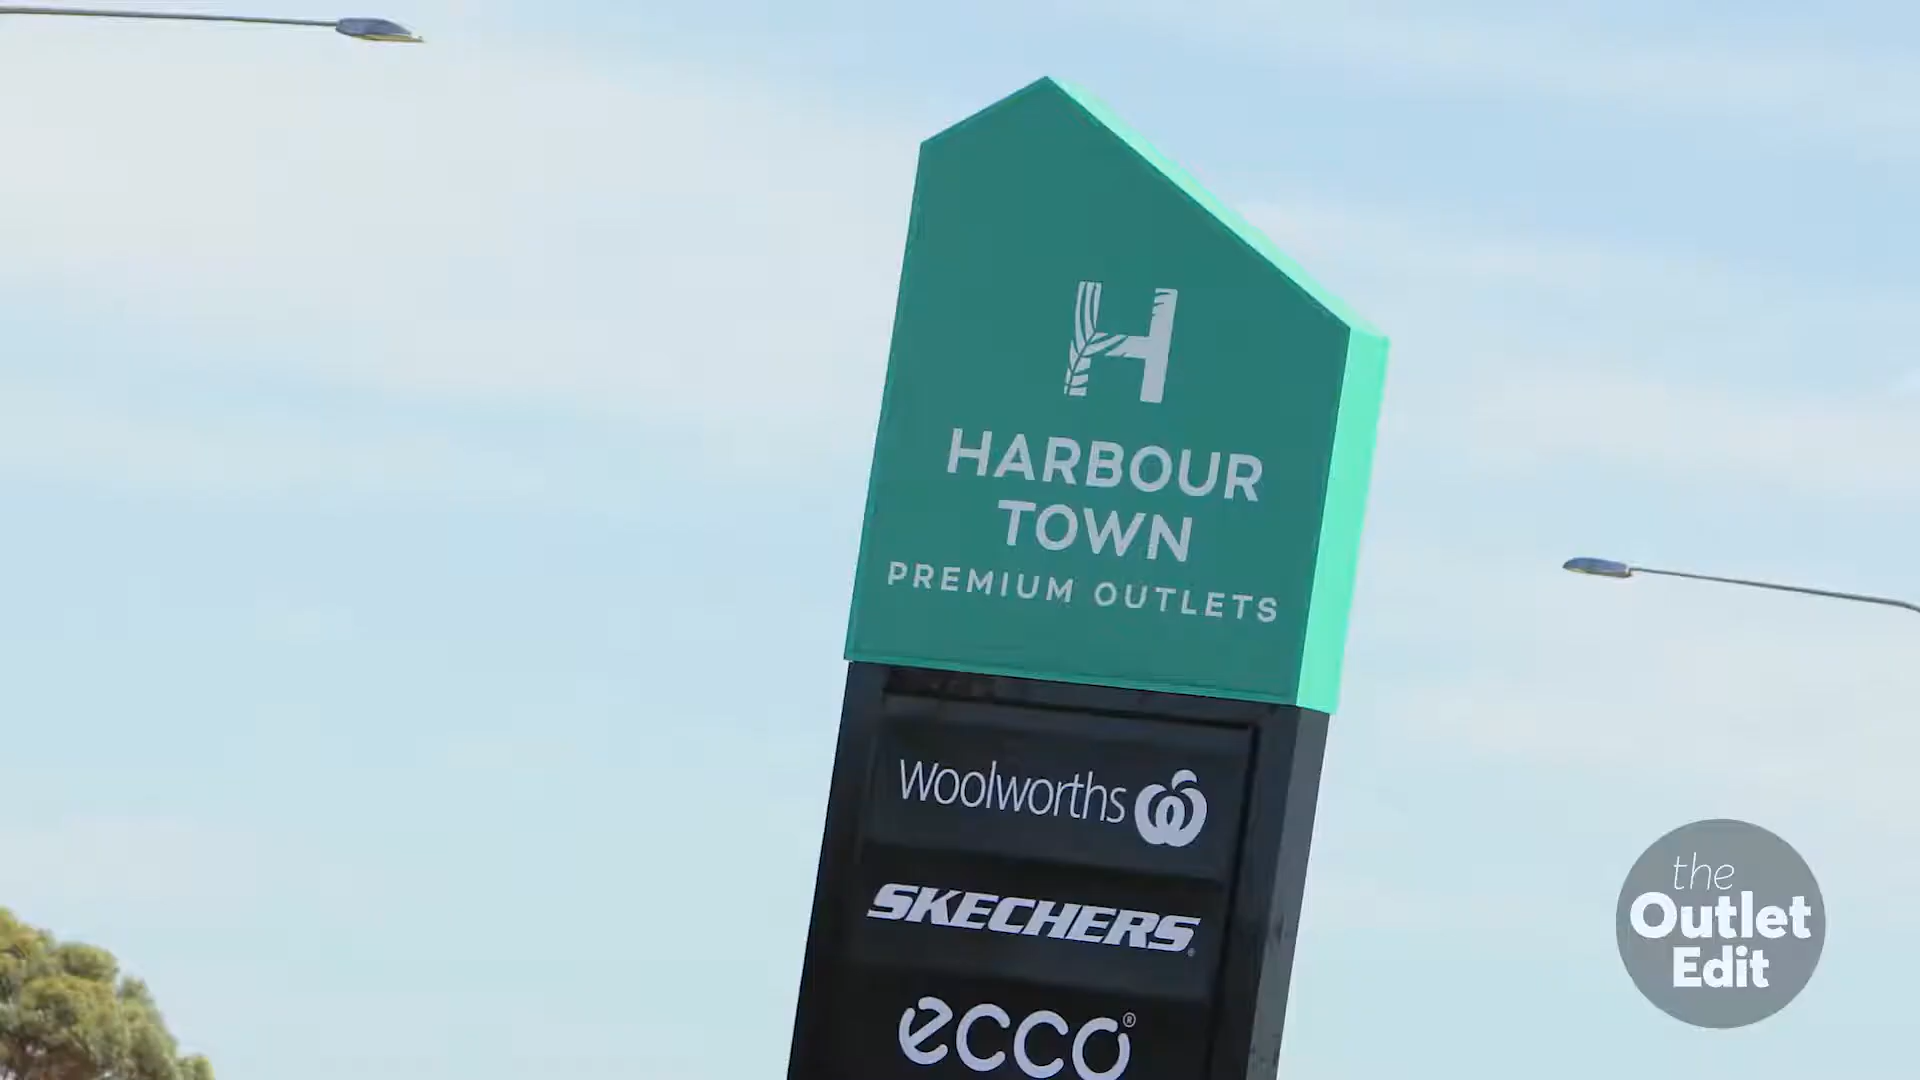 H
HARBOUR
TOWN
PREMIUM OUTLETS
Woolworths
SKECHERS®
ecco®
the
Outlet
Edit